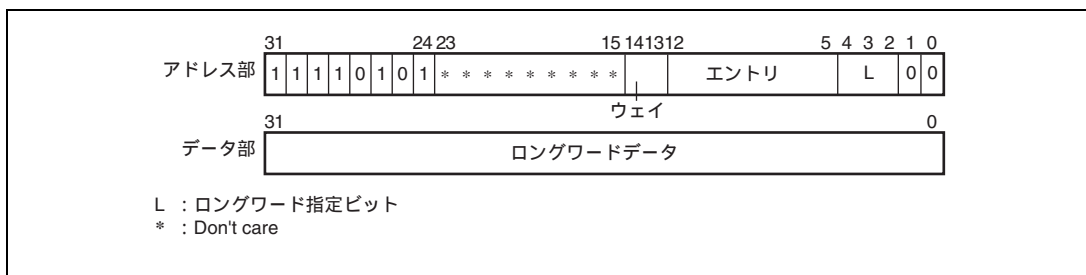 31 24 23 15 14 13 12 5 4 3 2 1 0
アドレス部 1 1 1 1 0 1 0 1 * * * * * * * * * エントリ L 0 0
ウェイ
31 0
データ部 ロングワードデータ
L : ロングワード指定ビット
* : Don't care